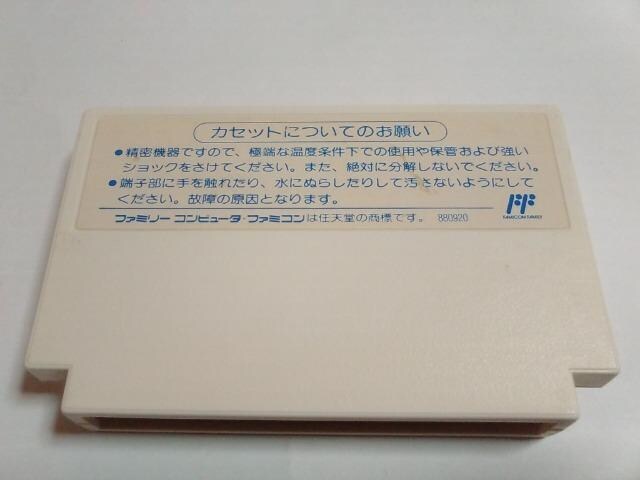 カセットについてのお願い
●精密機器ですので、極端な温度条件下での使用や保管および強い
ショックをさけてください。また、絶対に分解しないでください。
●端子部に手を触れたり、水にぬらしたりして汚さないようにして
ください。故障の原因となります。
ファミリーコンピュータ・ファミコンは任天堂の商標です。 880920
FAMICOM FAMILY